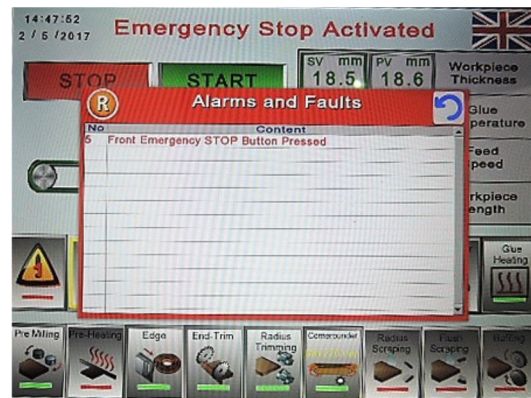 14:47:52
2 / 5 /2017
Emergency Stop Activated
STOP
START
SV mm
18.5
PV mm
18.6
Workpiece
Thickness
Glue
perature
Feed
peed
rkpiece
ength
R
Alarms and Faults
No
Content
5 Front Emergency STOP Button Pressed
Glue
Heating
Pre Milling
Pre-Heating
Edge
End-Trim
Radius
Trimming
Cornerrounder
Radius
Scraping
Flush
Scraping
Buffing